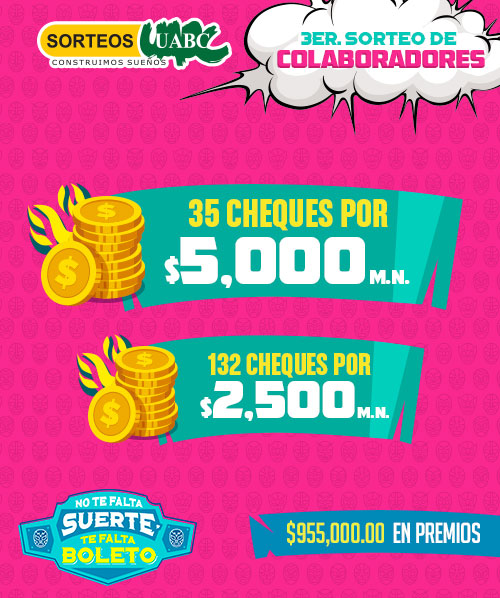 SORTEOS UABC
CONSTRUIMOS SUEÑOS
3ER. SORTEO DE
COLABORADORES
35 CHEQUES POR
$5,000 M.N.
132 CHEQUES POR
$2,500 M.N.
NO TE FALTA
SUERTE,
TE FALTA
BOLETO
$955,000.00 EN PREMIOS